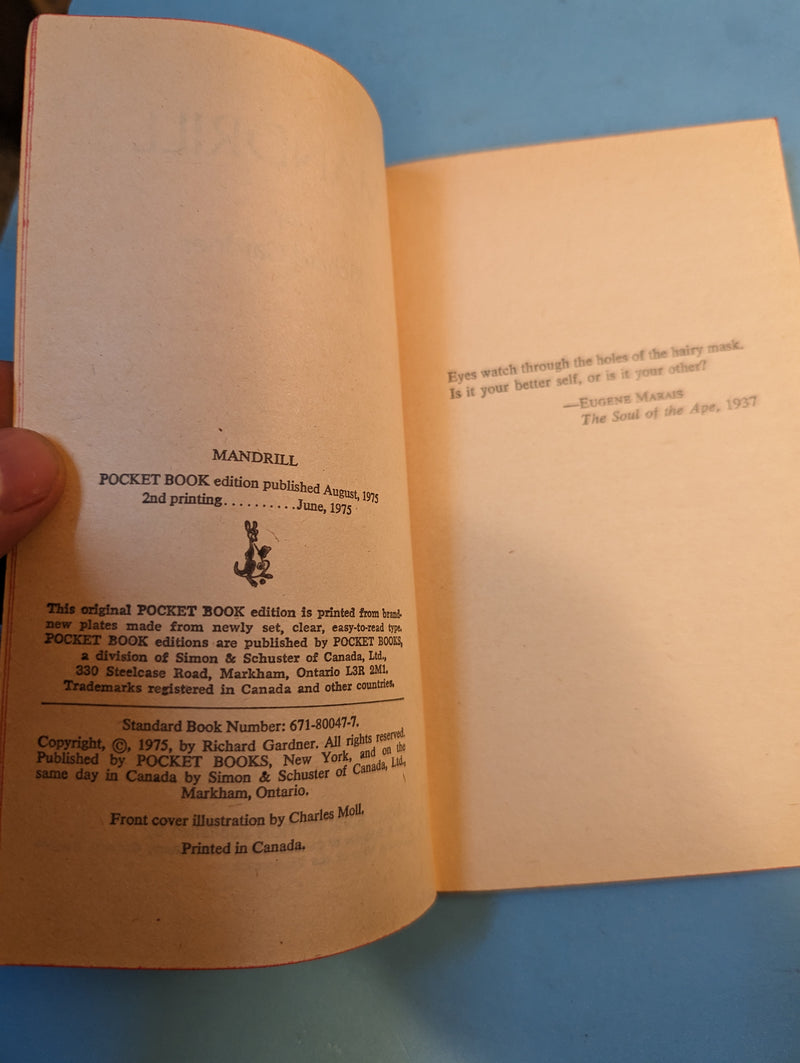 MANDRILL
POCKET BOOK edition published August, 1975
2nd printing..........June, 1975
This original POCKET BOOK edition is printed from brand-
new plates made from newly set, clear, easy-to-read type.
POCKET BOOK editions are published by POCKET BOOKS,
a division of Simon & Schuster of Canada, Ltd.,
330 Steelcase Road, Markham, Ontario L3R 2M1.
Trademarks registered in Canada and other countries.
Standard Book Number: 671-80047-7.
Copyright, ©, 1975, by Richard Gardner. All rights reserved.
Published by POCKET BOOKS, New York, and on the
same day in Canada by Simon & Schuster of Canada, Ltd.,
Markham, Ontario.
Front cover illustration by Charles Moll.
Printed in Canada.
Eyes watch through the holes of the hairy mask.
Is it your better self, or is it your other?
—EUGENE MARAIS
The Soul of the Ape, 1937